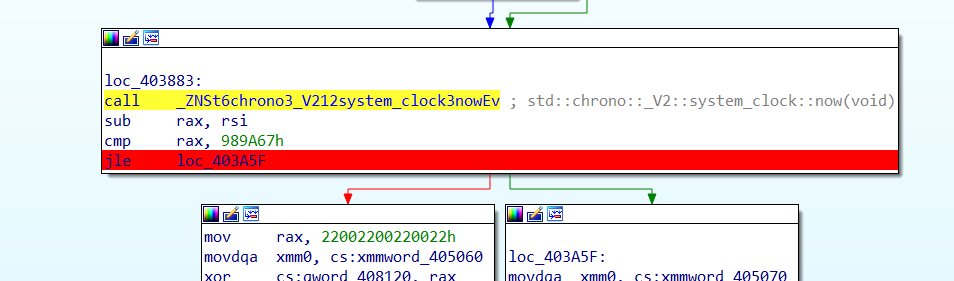 loc_403883:
call    _ZNSt6chrono3_V212system_clock3nowEv ; std::chrono::_V2::system_clock::now(void)
sub     rax, rsi
cmp     rax, 989A67h
jle     loc_403A5F
mov     rax, 22002200220022h
movdqa  xmm0, cs:xmmword_405060
xor     cs:qword_408120, rax
loc_403A5F:
movdqa  xmm0, cs:xmmword_405070